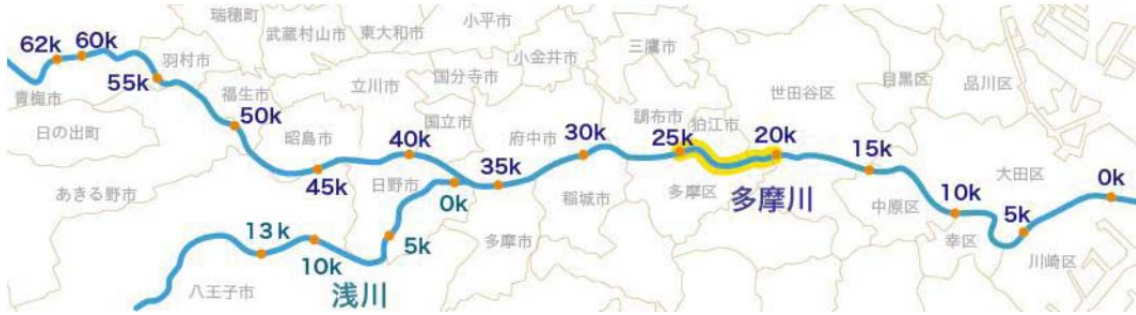 瑞穂町
武蔵村山市
東大和市
小平市
小金井市
三鷹市
62k
60k
羽村市
55k
青梅市
福生市
立川市
国分寺市
目黒区
品川区
世田谷区
日の出町
50k
昭島市
国立市
40k
府中市
30k
調布市
狛江市
25k
20k
15k
あきる野市
45k
日野市
35k
0k
稲城市
多摩区
多摩川
中原区
大田区
0k
10k
5k
幸区
川崎区
13k
10k
5k
多摩市
八王子市
浅川